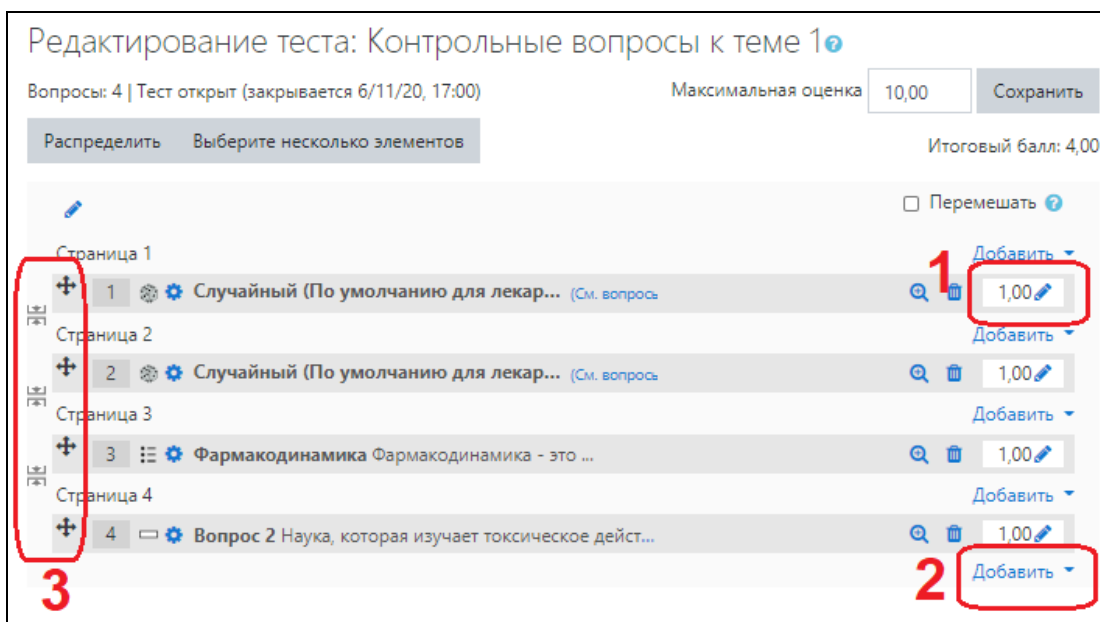 Редактирование теста: Контрольные вопросы к теме 1
Вопросы: 4 | Тест открыт (закрывается 6/11/20, 17:00) Максимальная оценка 10,00 Сохранить
Распределить Выберите несколько элементов Итоговый балл: 4,00
Перемешать
Страница 1 Добавить
1
1 Случайный (По умолчанию для лекар... (См. вопрось 1,00
Страница 2 Добавить
2 Случайный (По умолчанию для лекар... (См. вопрось 1,00
Страница 3 Добавить
3 Фармакодинамика Фармакодинамика - это ... 1,00
Страница 4 Добавить
4 Вопрос 2 Наука, которая изучает токсическое дейст... 1,00
2 Добавить
3